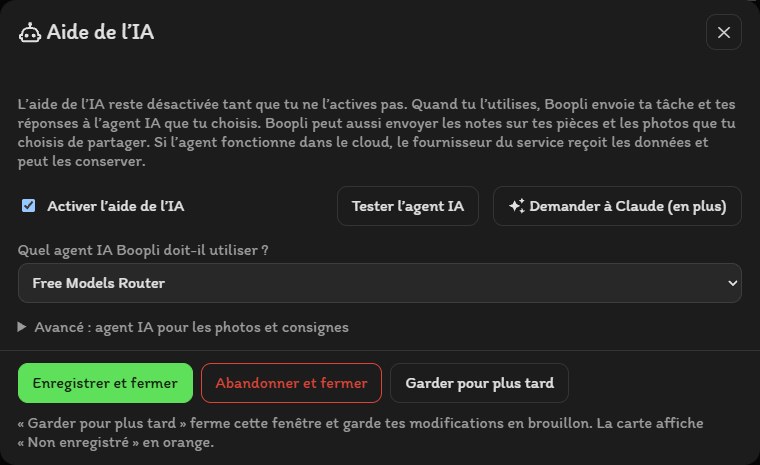 Aide de l’IA
L’aide de l’IA reste désactivée tant que tu ne l’actives pas. Quand tu l’utilises, Boopli envoie ta tâche et tes
réponses à l’agent IA que tu choisis. Boopli peut aussi envoyer les notes sur tes pièces et les photos que tu
choisis de partager. Si l’agent fonctionne dans le cloud, le fournisseur du service reçoit les données et
peut les conserver.
Activer l’aide de l’IA
Tester l’agent IA
Demander à Claude (en plus)
Quel agent IA Boopli doit-il utiliser ?
Free Models Router
Avancé : agent IA pour les photos et consignes
Enregistrer et fermer
Abandonner et fermer
Garder pour plus tard
« Garder pour plus tard » ferme cette fenêtre et garde tes modifications en brouillon. La carte affiche
« Non enregistré » en orange.